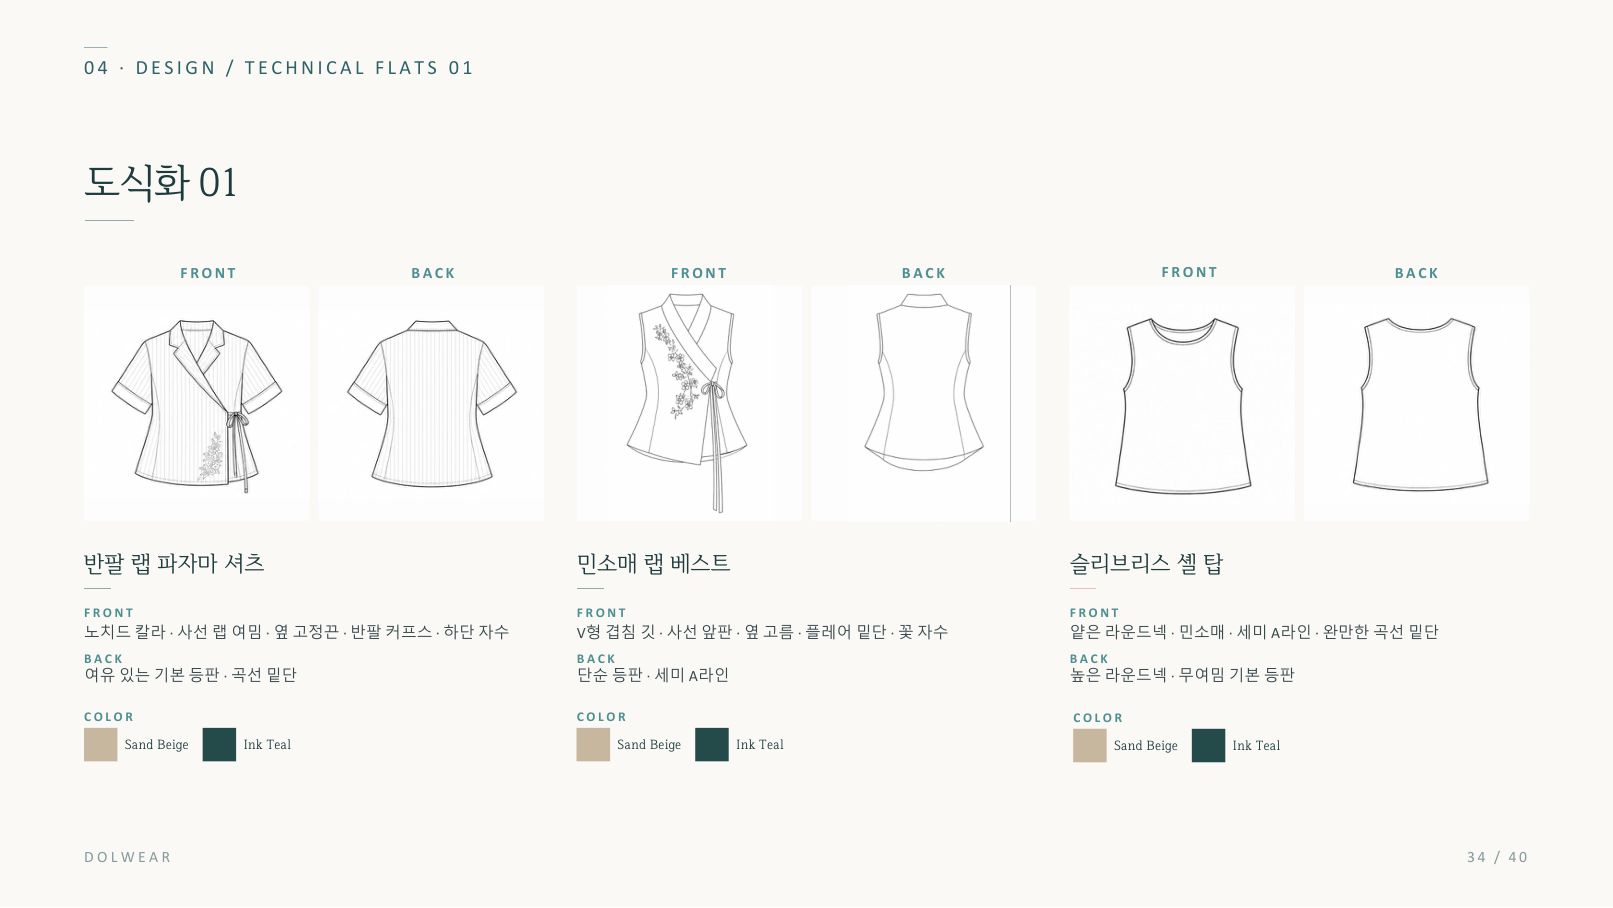 04 · DESIGN / TECHNICAL FLATS 01
도식화 01
FRONT
BACK
FRONT
BACK
FRONT
BACK
반팔 랩 파자마 셔츠
FRONT
노치드 칼라 · 사선 랩 여밈 · 옆 고정끈 · 반팔 커프스 · 하단 자수
BACK
여유 있는 기본 등판 · 곡선 밑단
COLOR
Sand Beige
Ink Teal
민소매 랩 베스트
FRONT
V형 겹침 깃 · 사선 앞판 · 옆 고름 · 플레어 밑단 · 꽃 자수
BACK
단순 등판 · 세미 A라인
COLOR
Sand Beige
Ink Teal
슬리브리스 셸 탑
FRONT
얕은 라운드넥 · 민소매 · 세미 A라인 · 완만한 곡선 밑단
BACK
높은 라운드넥 · 무여밈 기본 등판
COLOR
Sand Beige
Ink Teal
DOLWEAR
34 / 40